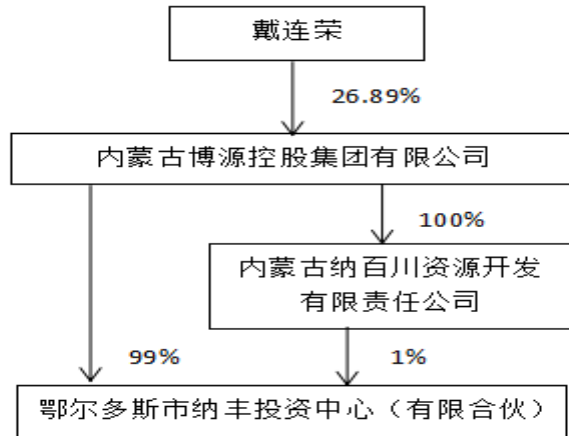 戴连荣
26.89%
内蒙古博源控股集团有限公司
100%
内蒙古纳百川资源开发
有限责任公司
99%
1%
鄂尔多斯市纳丰投资中心（有限合伙）